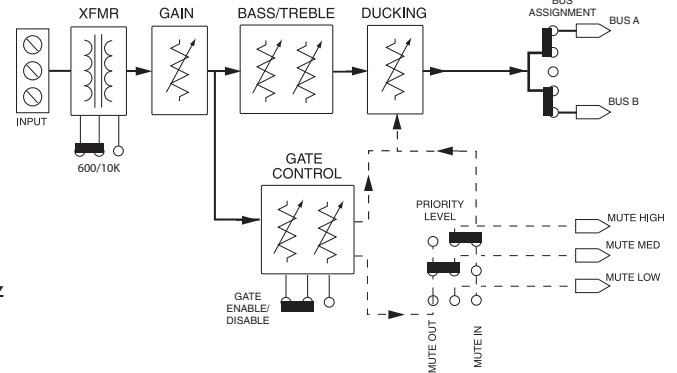 BUS
ASSIGNMENT
XFMR
GAIN
BASS/TREBLE
DUCKING
BUS A
BUS B
INPUT
600/10K
GATE
CONTROL
PRIORITY
LEVEL
MUTE HIGH
MUTE MED
MUTE LOW
GATE
ENABLE/
DISABLE
MUTE OUT
MUTE IN
z